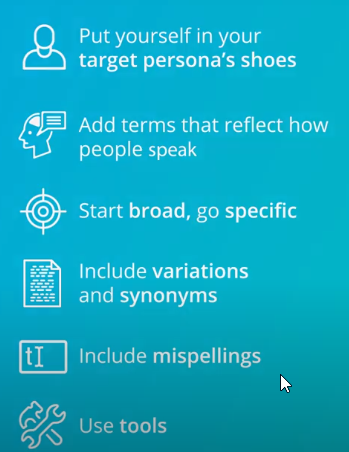 Put yourself in your
target persona's shoes
Add terms that reflect how
people speak
Start broad, go specific
Include variations
and synonyms
tI
Include mispellings
Use tools